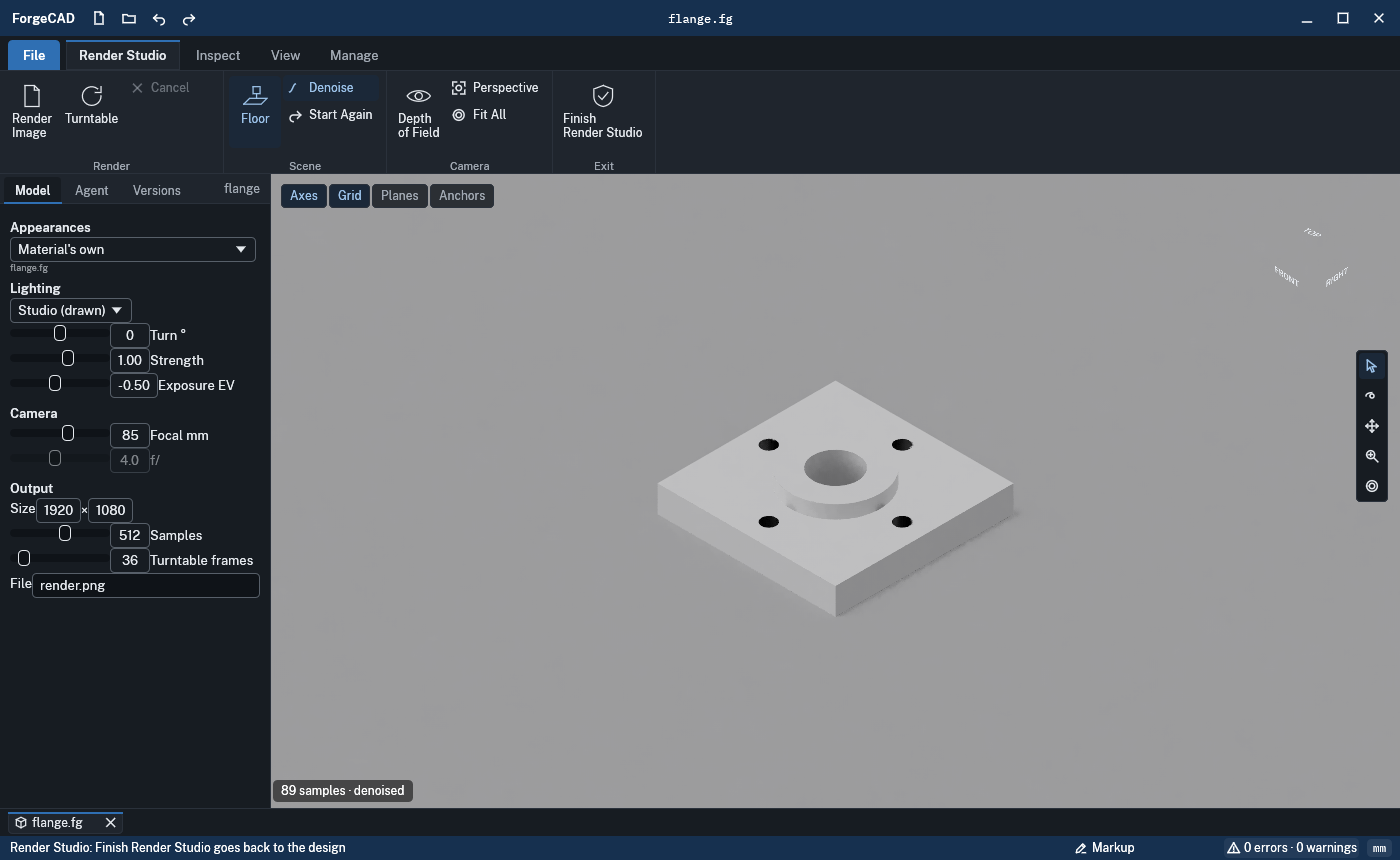 ForgeCAD
flange.fg
File
Render Studio
Inspect
View
Manage
Render Image
Turntable
Cancel
Render
Floor
Denoise
Start Again
Scene
Depth of Field
Perspective
Fit All
Camera
Finish Render Studio
Exit
Model
Agent
Versions
flange
Axes
Grid
Planes
Anchors
TOP
FRONT
RIGHT
Appearances
Material's own
flange.fg
Lighting
Studio (drawn)
0 Turn °
1.00 Strength
-0.50 Exposure EV
Camera
85 Focal mm
4.0 f/
Output
Size 1920 × 1080
512 Samples
36 Turntable frames
File render.png
89 samples · denoised
flange.fg
Render Studio: Finish Render Studio goes back to the design
Markup
0 errors · 0 warnings
mm